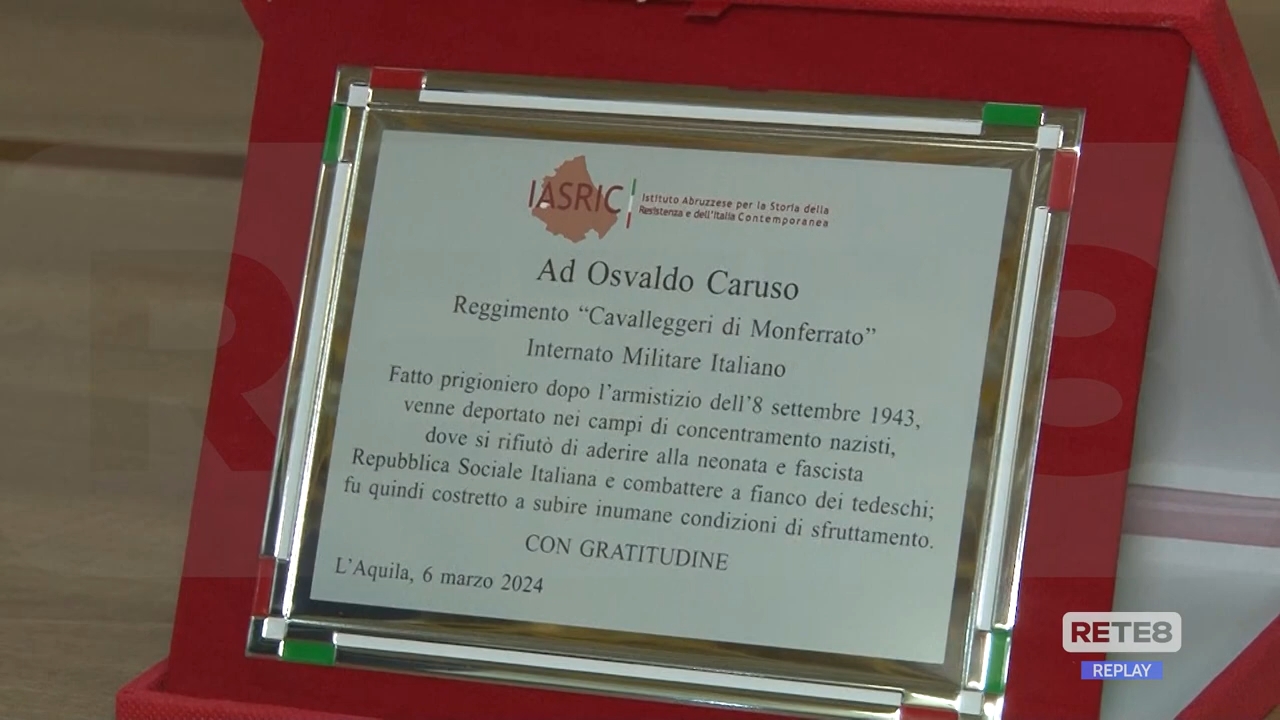 IASRIC
Istituto Abruzzese per la Storia della
Resistenza e dell'Italia Contemporanea
Ad Osvaldo Caruso
Reggimento “Cavalleggeri di Monferrato”
Internato Militare Italiano
Fatto prigioniero dopo l’armistizio dell’8 settembre 1943,
venne deportato nei campi di concentramento nazisti,
dove si rifiutò di aderire alla neonata e fascista
Repubblica Sociale Italiana e combattere a fianco dei tedeschi;
fu quindi costretto a subire inumane condizioni di sfruttamento.
CON GRATITUDINE
L’Aquila, 6 marzo 2024
RETE8
REPLAY